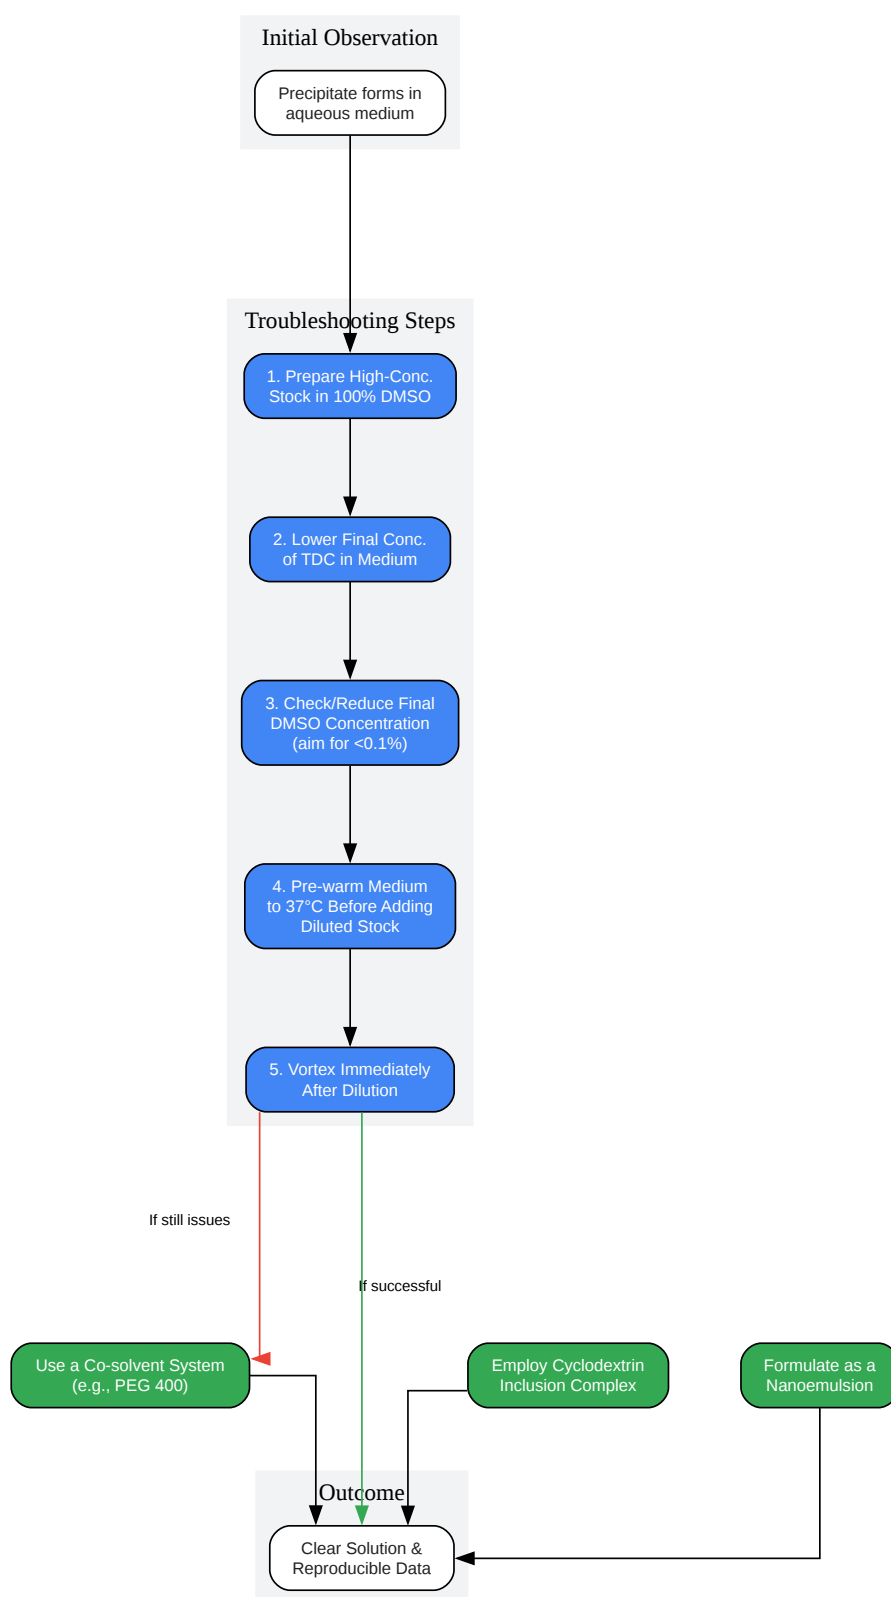 Initial Observation
Precipitate forms in
aqueous medium
Troubleshooting Steps
1. Prepare High-Conc.
Stock in 100% DMSO
2. Lower Final Conc.
of TDC in Medium
3. Check/Reduce Final
DMSO Concentration
(aim for <0.1%)
4. Pre-warm Medium
to 37°C Before Adding
Diluted Stock
5. Vortex Immediately
After Dilution
If still issues
If successful
Use a Co-solvent System
(e.g., PEG 400)
Employ Cyclodextrin
Inclusion Complex
Formulate as a
Nanoemulsion
Outcome
Clear Solution &
Reproducible Data